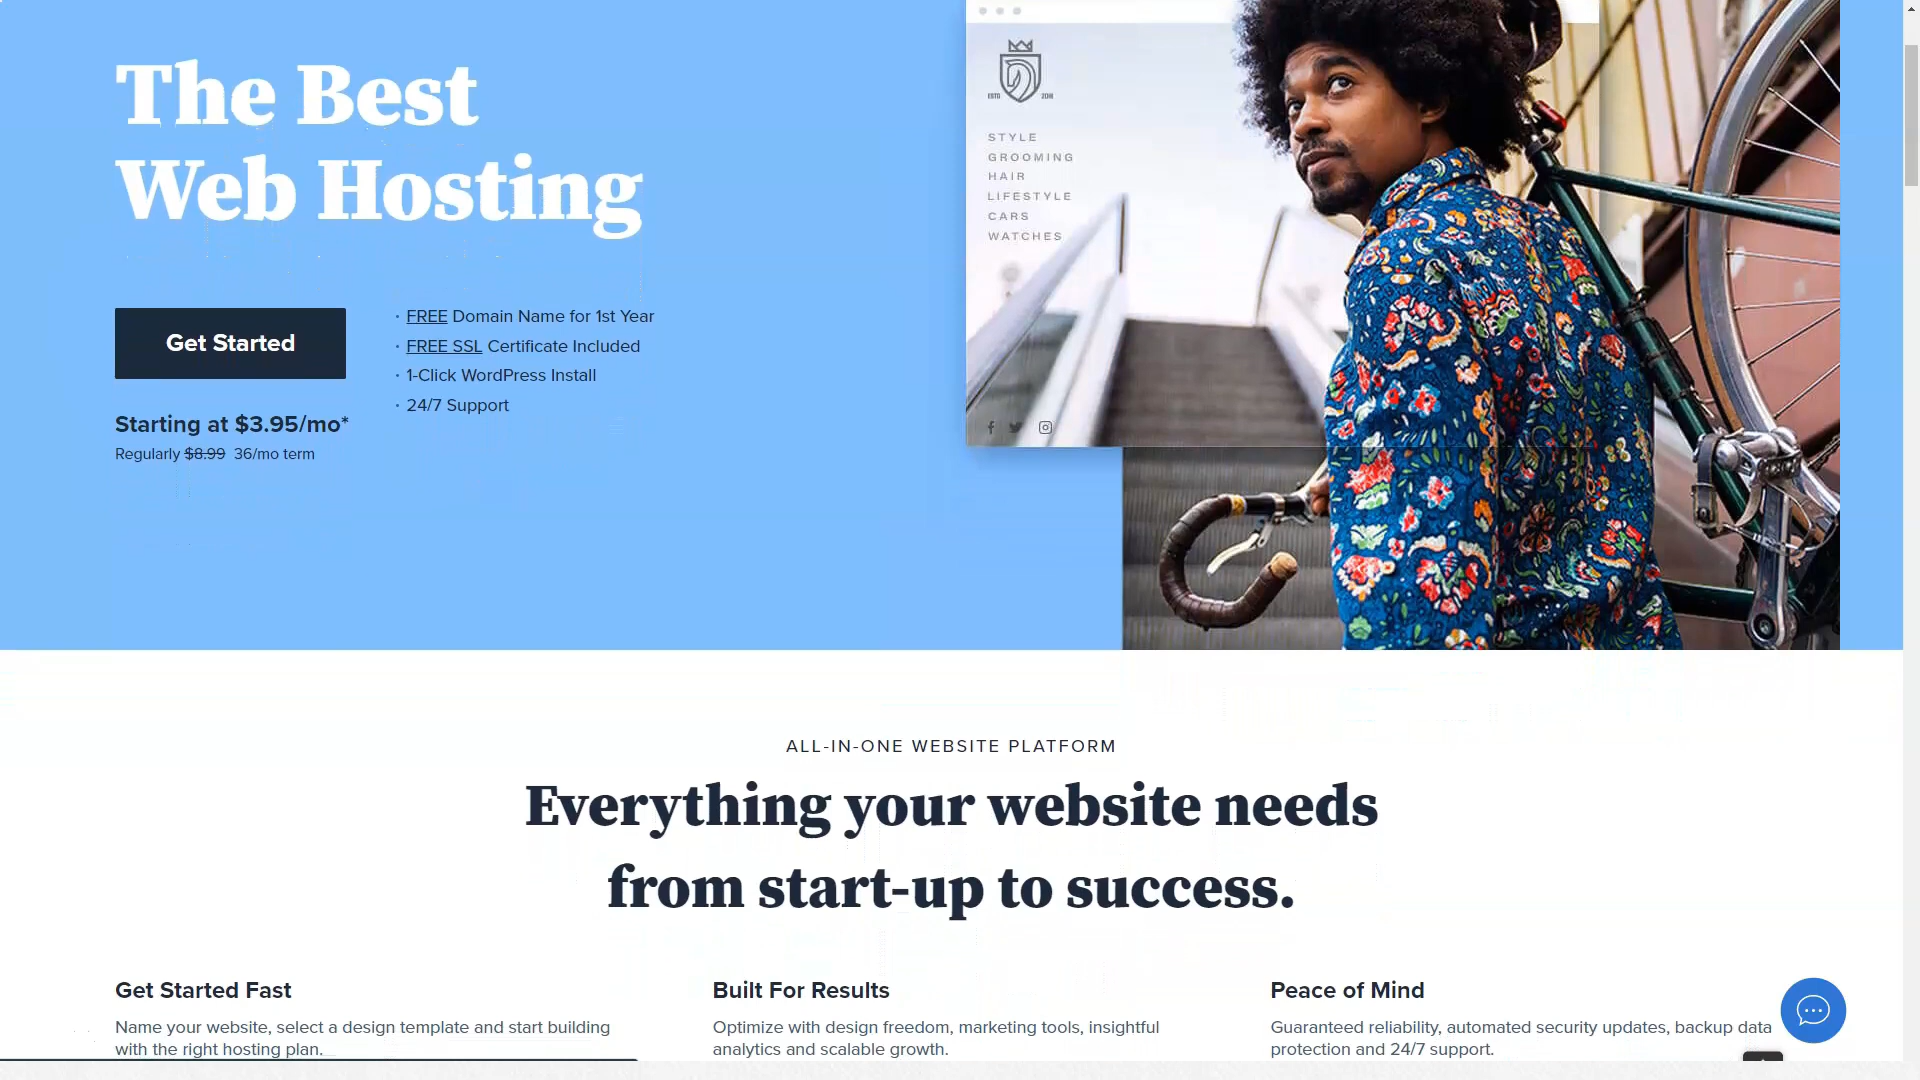 The Best
Web Hosting
Get Started
Starting at $3.95/mo*
Regularly $8.99 36/mo term
· FREE Domain Name for 1st Year
· FREE SSL Certificate Included
· 1-Click WordPress Install
· 24/7 Support
ESTD 2018
STYLE
GROOMING
HAIR
LIFESTYLE
CARS
WATCHES
ALL-IN-ONE WEBSITE PLATFORM
Everything your website needs
from start-up to success.
Get Started Fast
Name your website, select a design template and start building
with the right hosting plan.
Built For Results
Optimize with design freedom, marketing tools, insightful
analytics and scalable growth.
Peace of Mind
Guaranteed reliability, automated security updates, backup data
protection and 24/7 support.